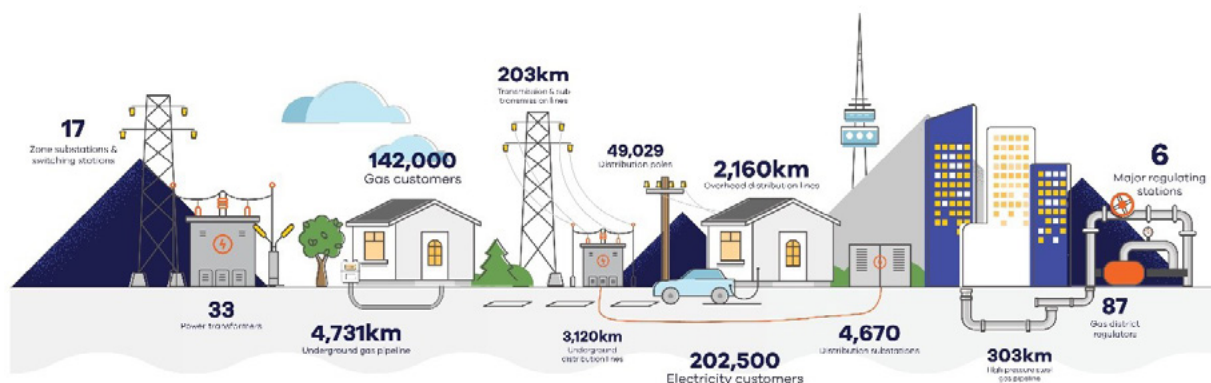 17
Zone substations &
switching stations
203km
Transmission & sub
transmission lines
142,000
Gas customers
49,029
Distribution poles
2,160km
Overhead distribution lines
6
Major regulating
stations
33
Power transformers
4,731km
Underground gas pipeline
3,120km
Underground
distribution lines
202,500
Electricity customers
4,670
Distribution substations
303km
High pressure steel
gas pipeline
87
Gas district
regulators